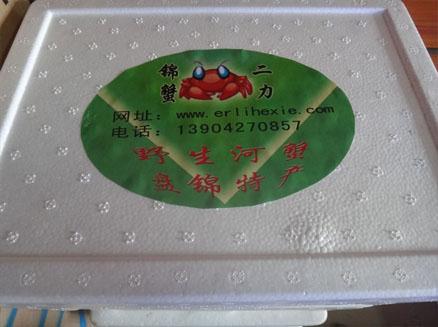 锦蟹 二力
网址：www.erlihexie.com
电话：13904270857
野生河蟹
盘锦特产